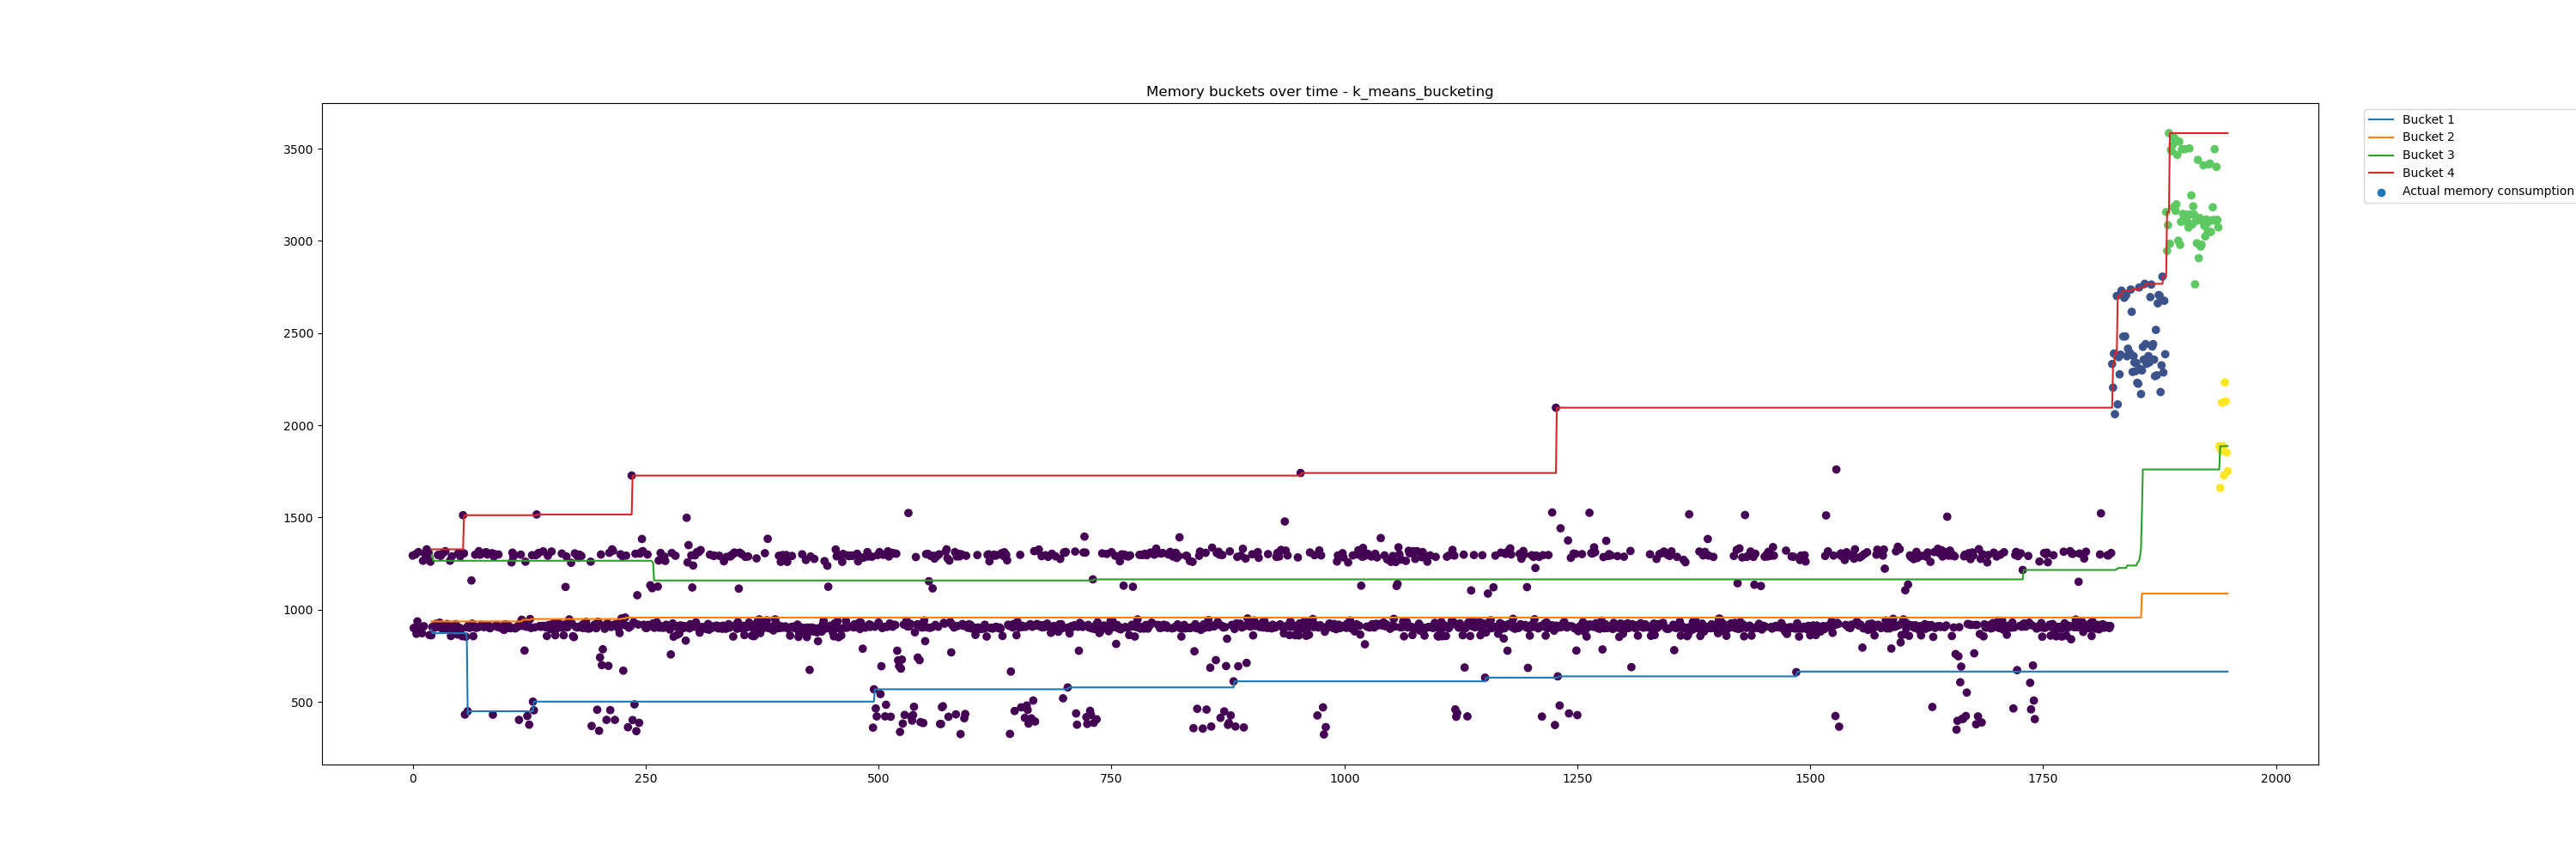 Memory buckets over time - k_means_bucketing
3500
3000
2500
2000
1500
1000
500
0
250
500
750
1000
1250
1500
1750
2000
Bucket 1
Bucket 2
Bucket 3
Bucket 4
Actual memory consumption